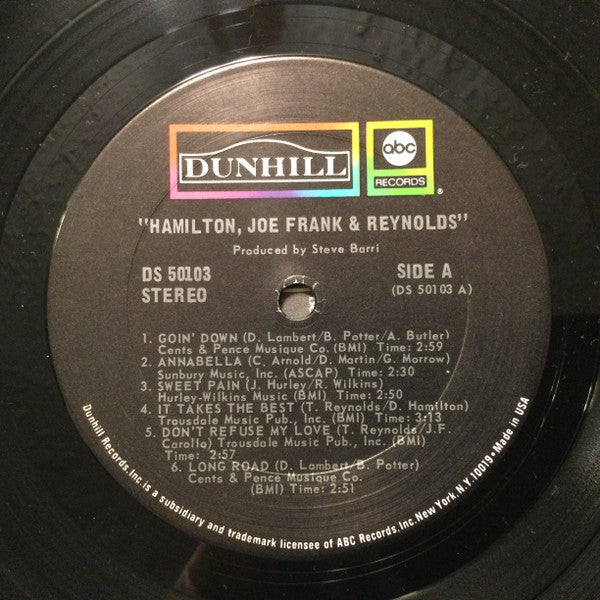 DUNHILL
abc
RECORDS
®
"HAMILTON, JOE FRANK & REYNOLDS"
Produced by Steve Barri
DS 50103
STEREO
SIDE A
(DS 50103 A)
1. GOIN' DOWN (D. Lambert/B. Potter/A. Butler)
Cents & Pence Musique Co. (BMI) Time: 2:59
2. ANNABELLA (C. Arnold/D. Martin/G. Morrow)
Sunbury Music, Inc. (ASCAP) Time: 2:30
3. SWEET PAIN (J. Hurley/R. Wilkins)
Hurley-Wilkins Music (BMI) Time: 2:50
4. IT TAKES THE BEST (T. Reynolds/D. Hamilton)
Trousdale Music Pub., Inc. (BMI) Time: 3:13
5. DON'T REFUSE MY LOVE (T. Reynolds/J.F.
Carollo) Trousdale Music Pub., Inc. (BMI)
Time: 2:57
6. LONG ROAD (D. Lambert/B. Potter)
Cents & Pence Musique Co.
(BMI) Time: 2:51
Dunhill Records, Inc. is a subsidiary and trademark licensee of ABC Records, Inc. New York, N.Y. 10019 • Made in USA